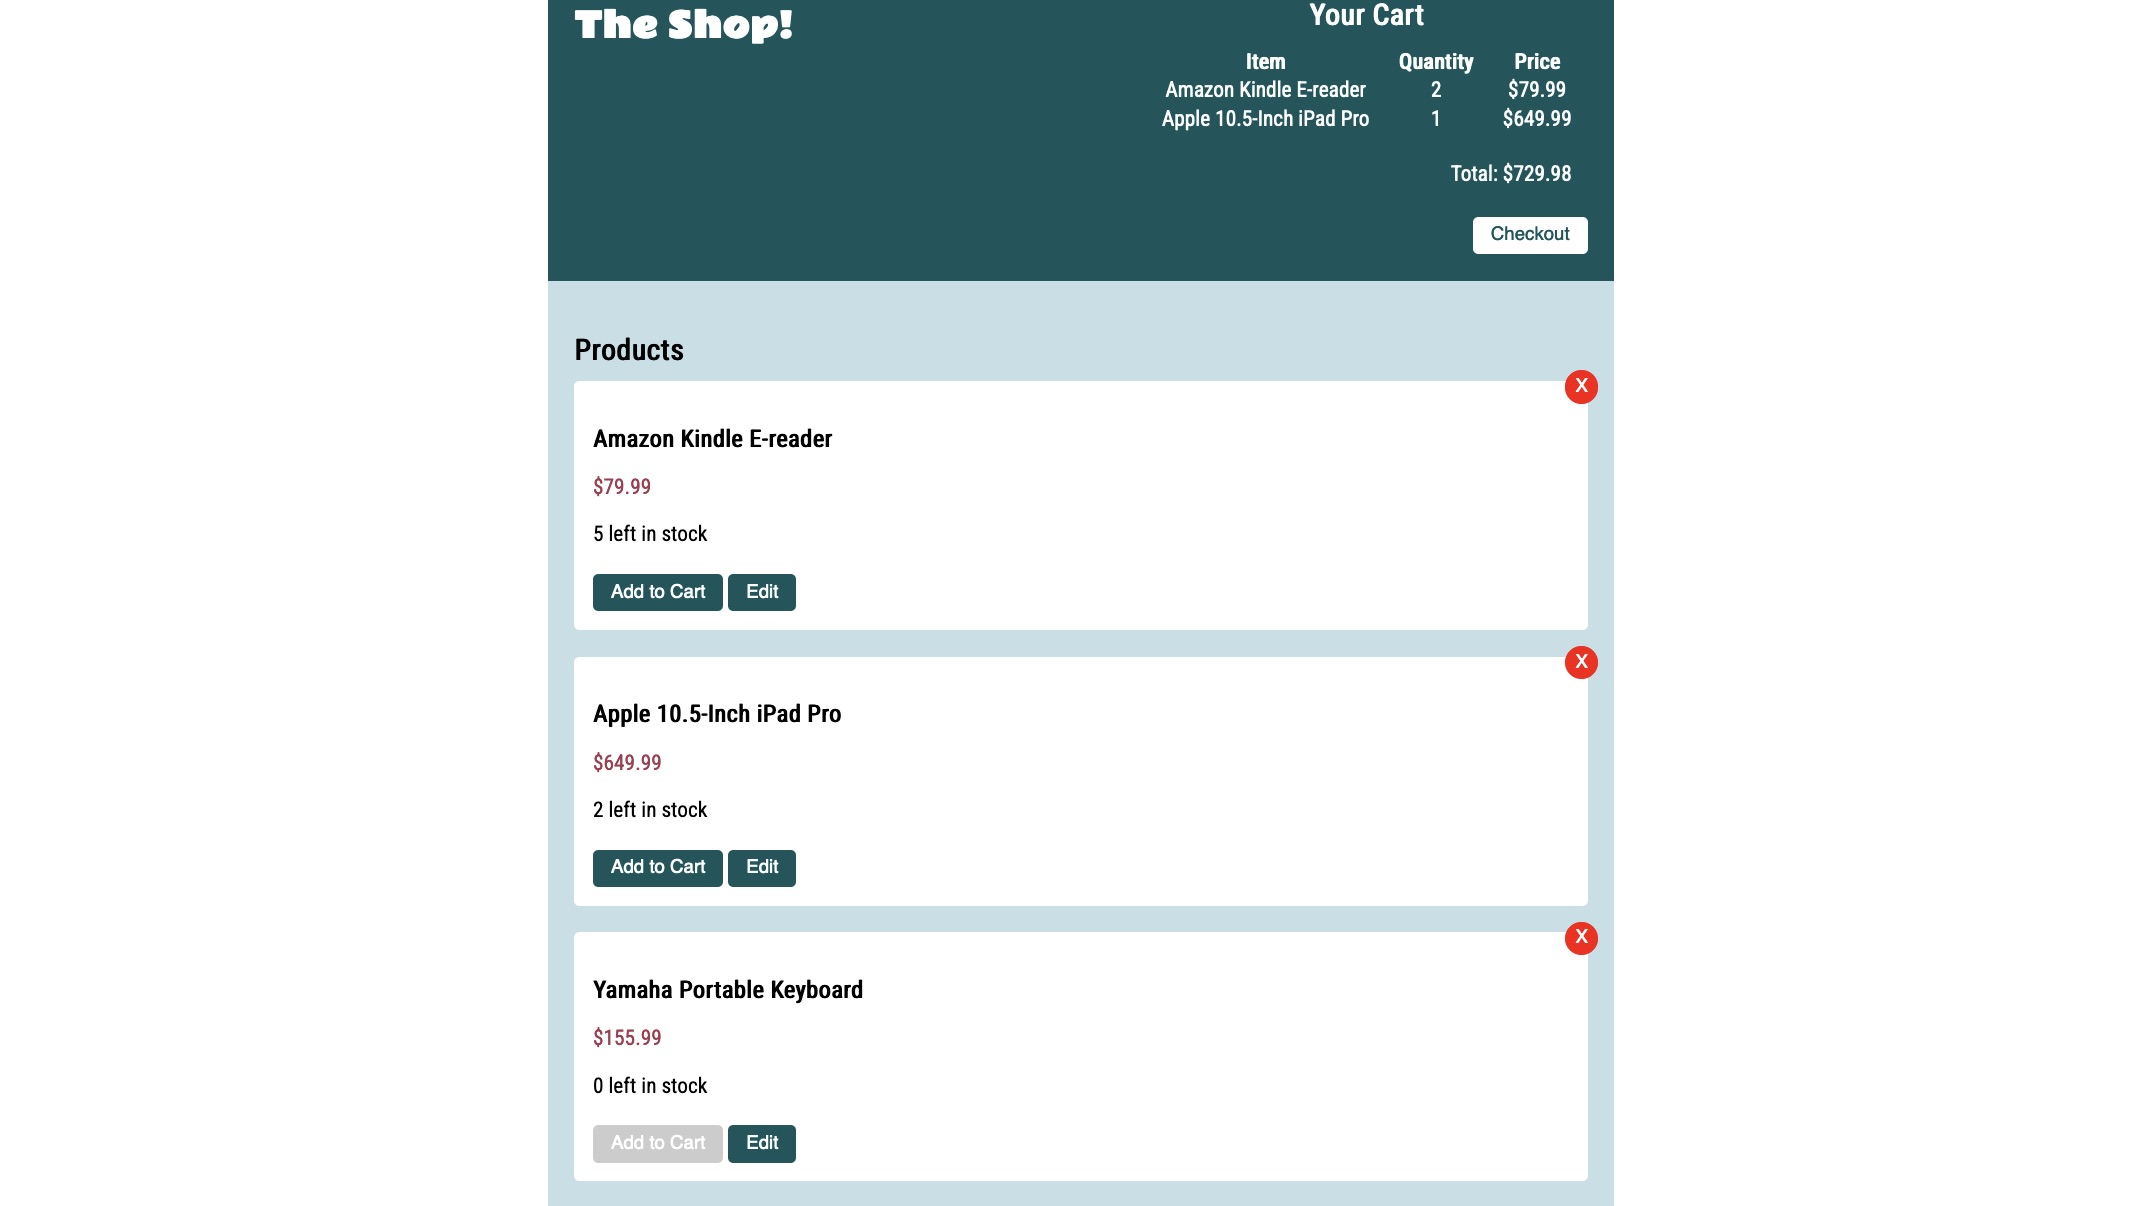 The Shop!
Your Cart
Item Quantity Price
Amazon Kindle E-reader 2 $79.99
Apple 10.5-Inch iPad Pro 1 $649.99
Total: $729.98
Checkout
Products
X
Amazon Kindle E-reader
$79.99
5 left in stock
Add to Cart Edit
X
Apple 10.5-Inch iPad Pro
$649.99
2 left in stock
Add to Cart Edit
X
Yamaha Portable Keyboard
$155.99
0 left in stock
Add to Cart Edit